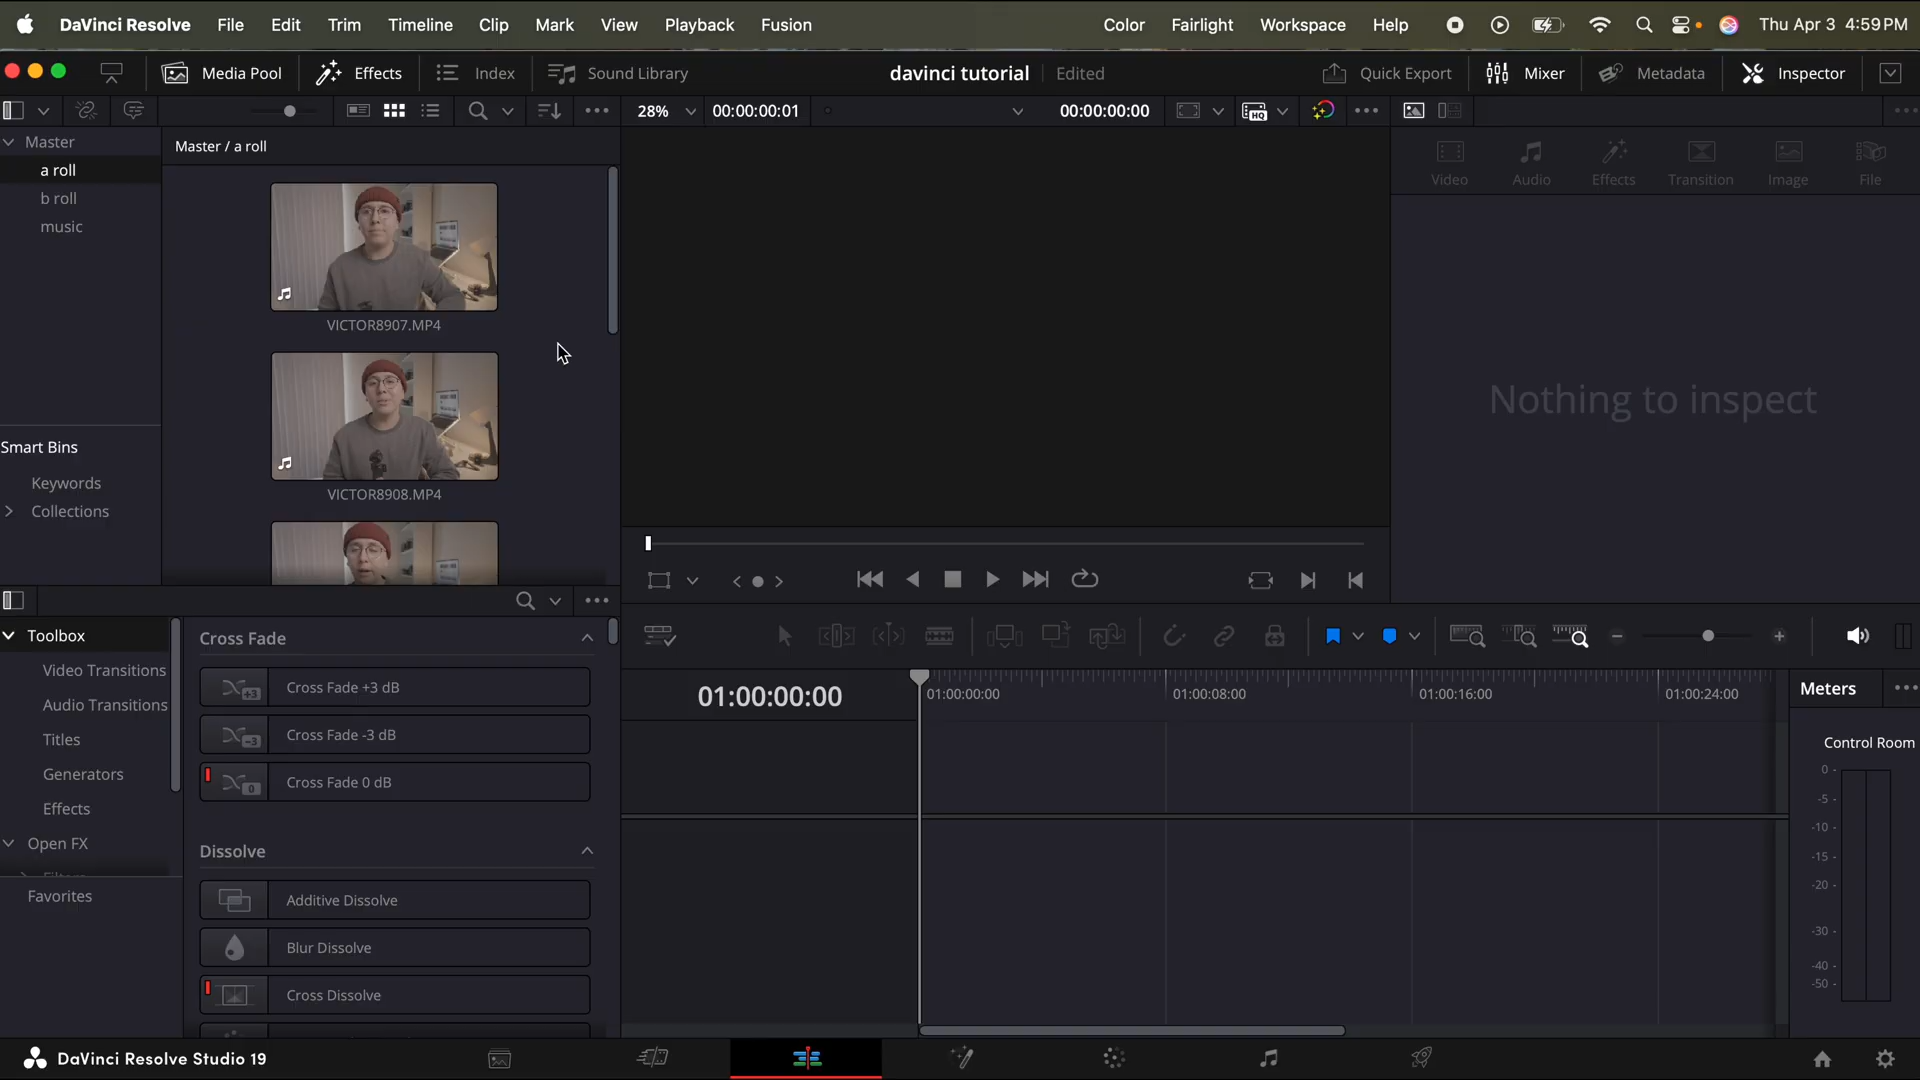 DaVinci Resolve File Edit Trim Timeline Clip Mark View Playback Fusion Color Fairlight Workspace Help Thu Apr 3 4:59 PM
Media Pool Effects Index Sound Library davinci tutorial Edited Quick Export Mixer Metadata Inspector
28% 00:00:00:01 00:00:00:00 HQ
Master Master / a roll
a roll
b roll
music
VICTOR8907.MP4
VICTOR8908.MP4
Video Audio Effects Transition Image File
Nothing to inspect
Smart Bins
Keywords
Collections
Toolbox
Video Transitions
Audio Transitions
Titles
Generators
Effects
Open FX
Favorites
Cross Fade
+3 Cross Fade +3 dB
-3 Cross Fade -3 dB
0 Cross Fade 0 dB
Dissolve
Additive Dissolve
Blur Dissolve
Cross Dissolve
01:00:00:00 01:00:00:00 01:00:08:00 01:00:16:00 01:00:24:00
Meters
Control Room
0
-5
-10
-15
-20
-30
-40
-50
DaVinci Resolve Studio 19